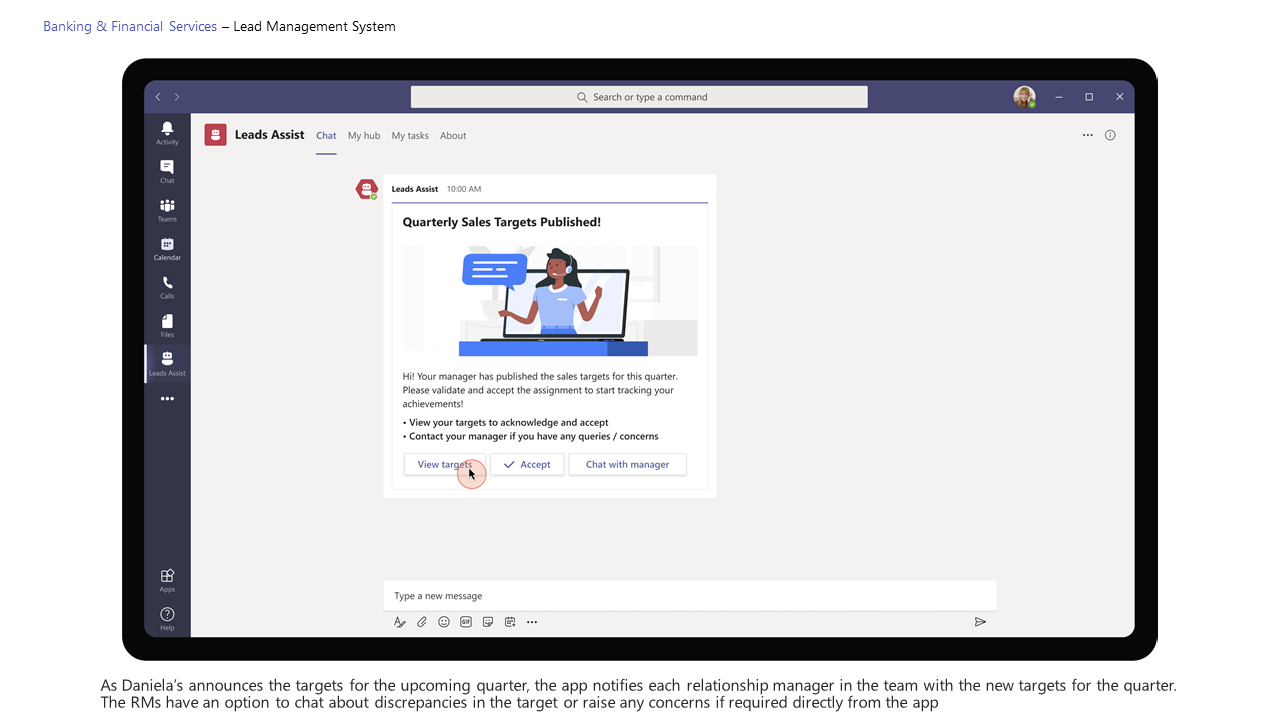 Banking & Financial Services – Lead Management System
Search or type a command
Activity
Chat
Teams
Calendar
Calls
Files
Leads Assist
Apps
Help
Leads Assist Chat My hub My tasks About
Leads Assist 10:00 AM
Quarterly Sales Targets Published!
Hi! Your manager has published the sales targets for this quarter.
Please validate and accept the assignment to start tracking your
achievements!
• View your targets to acknowledge and accept
• Contact your manager if you have any queries / concerns
View targets Accept Chat with manager
Type a new message
GIF
As Daniela’s announces the targets for the upcoming quarter, the app notifies each relationship manager in the team with the new targets for the quarter.
The RMs have an option to chat about discrepancies in the target or raise any concerns if required directly from the app